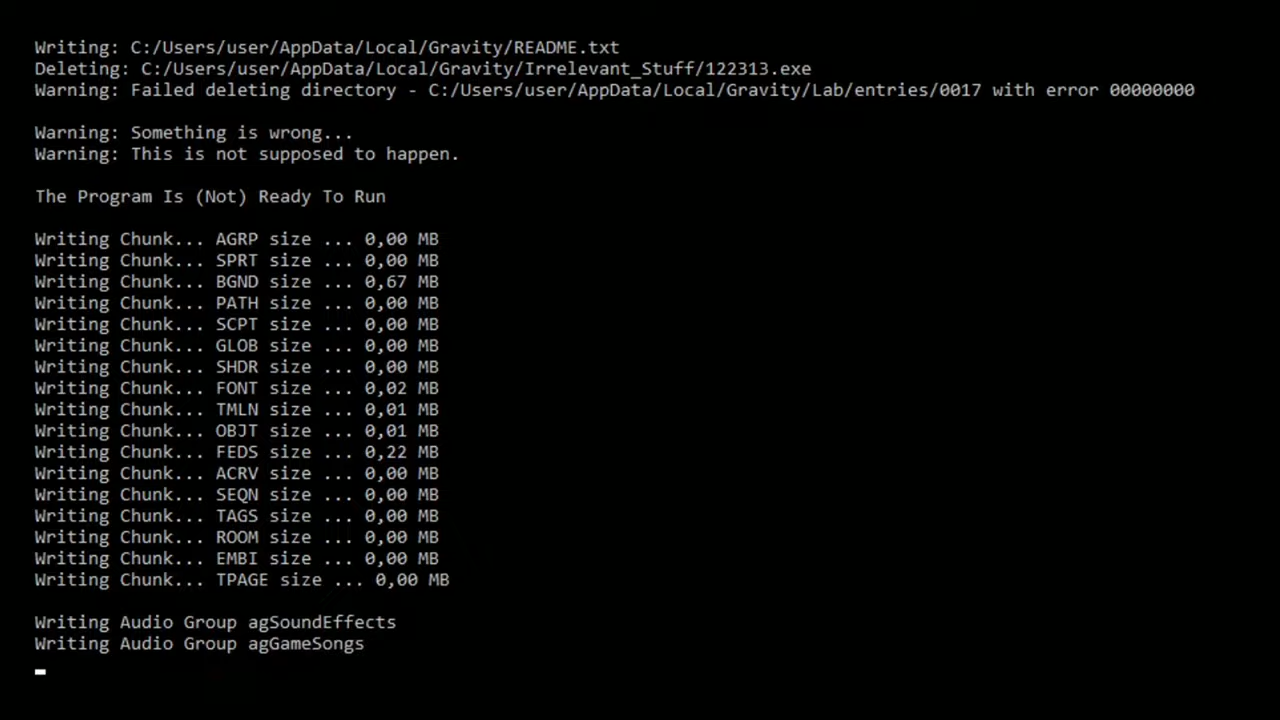 Writing: C:/Users/user/AppData/Local/Gravity/README.txt
Deleting: C:/Users/user/AppData/Local/Gravity/Irrelevant_Stuff/122313.exe
Warning: Failed deleting directory - C:/Users/user/AppData/Local/Gravity/Lab/entries/0017 with error 00000000
Warning: Something is wrong...
Warning: This is not supposed to happen.
The Program Is (Not) Ready To Run
Writing Chunk... AGRP size ... 0,00 MB
Writing Chunk... SPRT size ... 0,00 MB
Writing Chunk... BGND size ... 0,67 MB
Writing Chunk... PATH size ... 0,00 MB
Writing Chunk... SCPT size ... 0,00 MB
Writing Chunk... GLOB size ... 0,00 MB
Writing Chunk... SHDR size ... 0,00 MB
Writing Chunk... FONT size ... 0,02 MB
Writing Chunk... TMLN size ... 0,01 MB
Writing Chunk... OBJT size ... 0,01 MB
Writing Chunk... FEDS size ... 0,22 MB
Writing Chunk... ACRV size ... 0,00 MB
Writing Chunk... SEQN size ... 0,00 MB
Writing Chunk... TAGS size ... 0,00 MB
Writing Chunk... ROOM size ... 0,00 MB
Writing Chunk... EMBI size ... 0,00 MB
Writing Chunk... TPAGE size ... 0,00 MB
Writing Audio Group agSoundEffects
Writing Audio Group agGameSongs